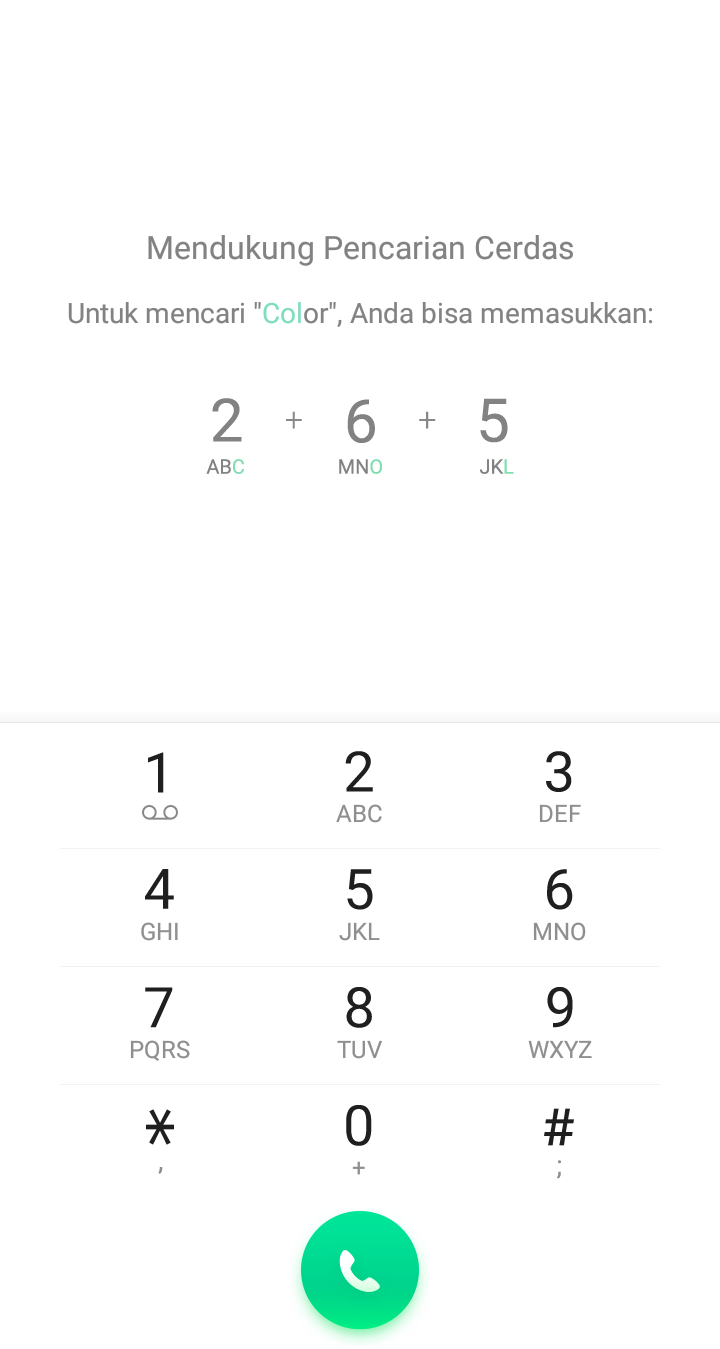 Mendukung Pencarian Cerdas
Untuk mencari "Color", Anda bisa memasukkan:
2 + 6 + 5
ABC MNO JKL
1 2 3
ABC DEF
4 5 6
GHI JKL MNO
7 8 9
PQRS TUV WXYZ
* 0 #
, + ;